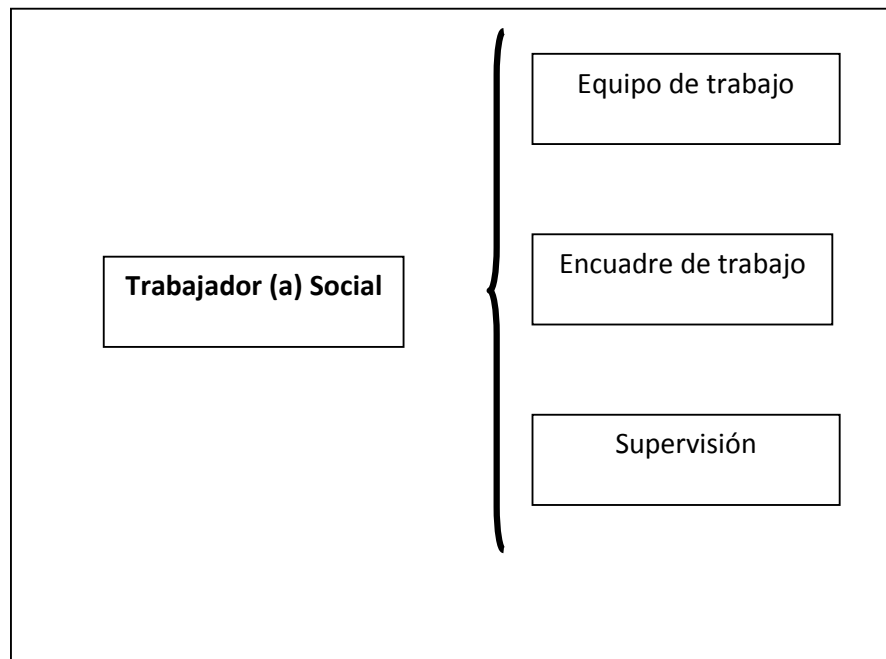 Equipo de trabajo
Trabajador (a) Social
Encuadre de trabajo
Supervisión